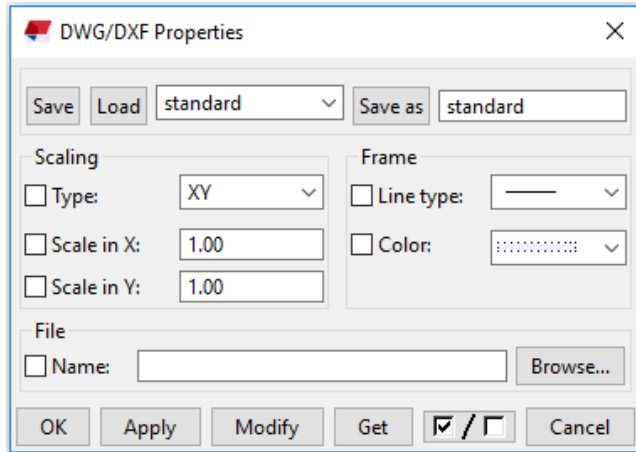 DWG/DXF Properties
Save Load standard Save as standard
Scaling
Type: XY
Scale in X: 1.00
Scale in Y: 1.00
Frame
Line type:
Color:
File
Name: Browse...
OK Apply Modify Get / Cancel